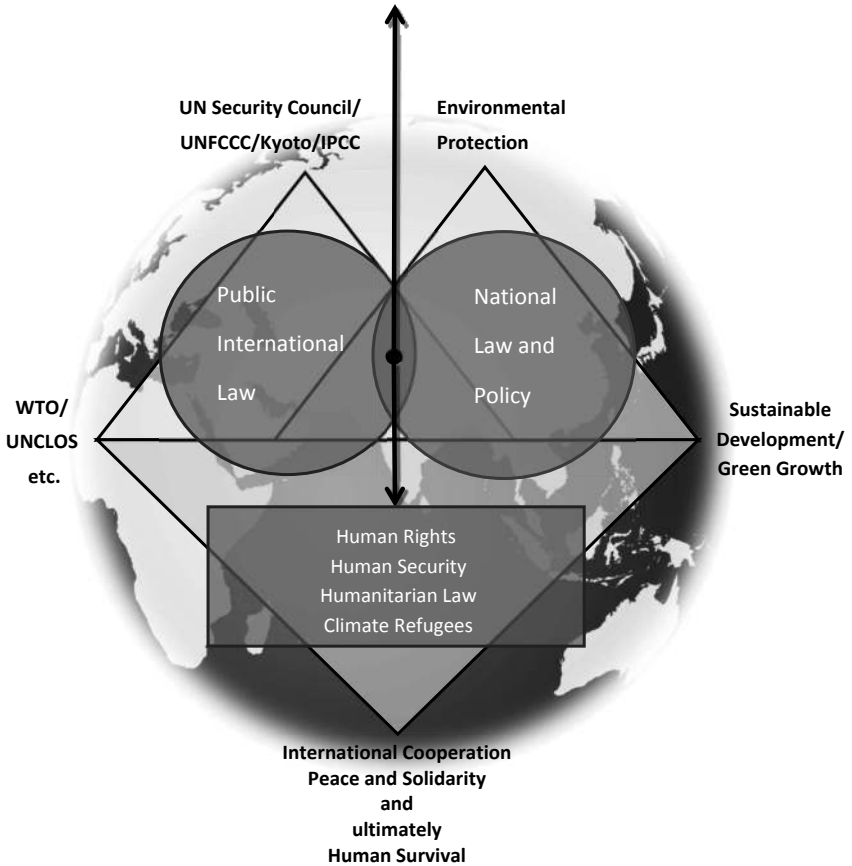 UN Security Council/
UNFCCC/Kyoto/IPCC
Environmental
Protection
Public
International
Law
National
Law and
Policy
WTO/
UNCLOS
etc.
Sustainable
Development/
Green Growth
Human Rights
Human Security
Humanitarian Law
Climate Refugees
International Cooperation
Peace and Solidarity
and
ultimately
Human Survival